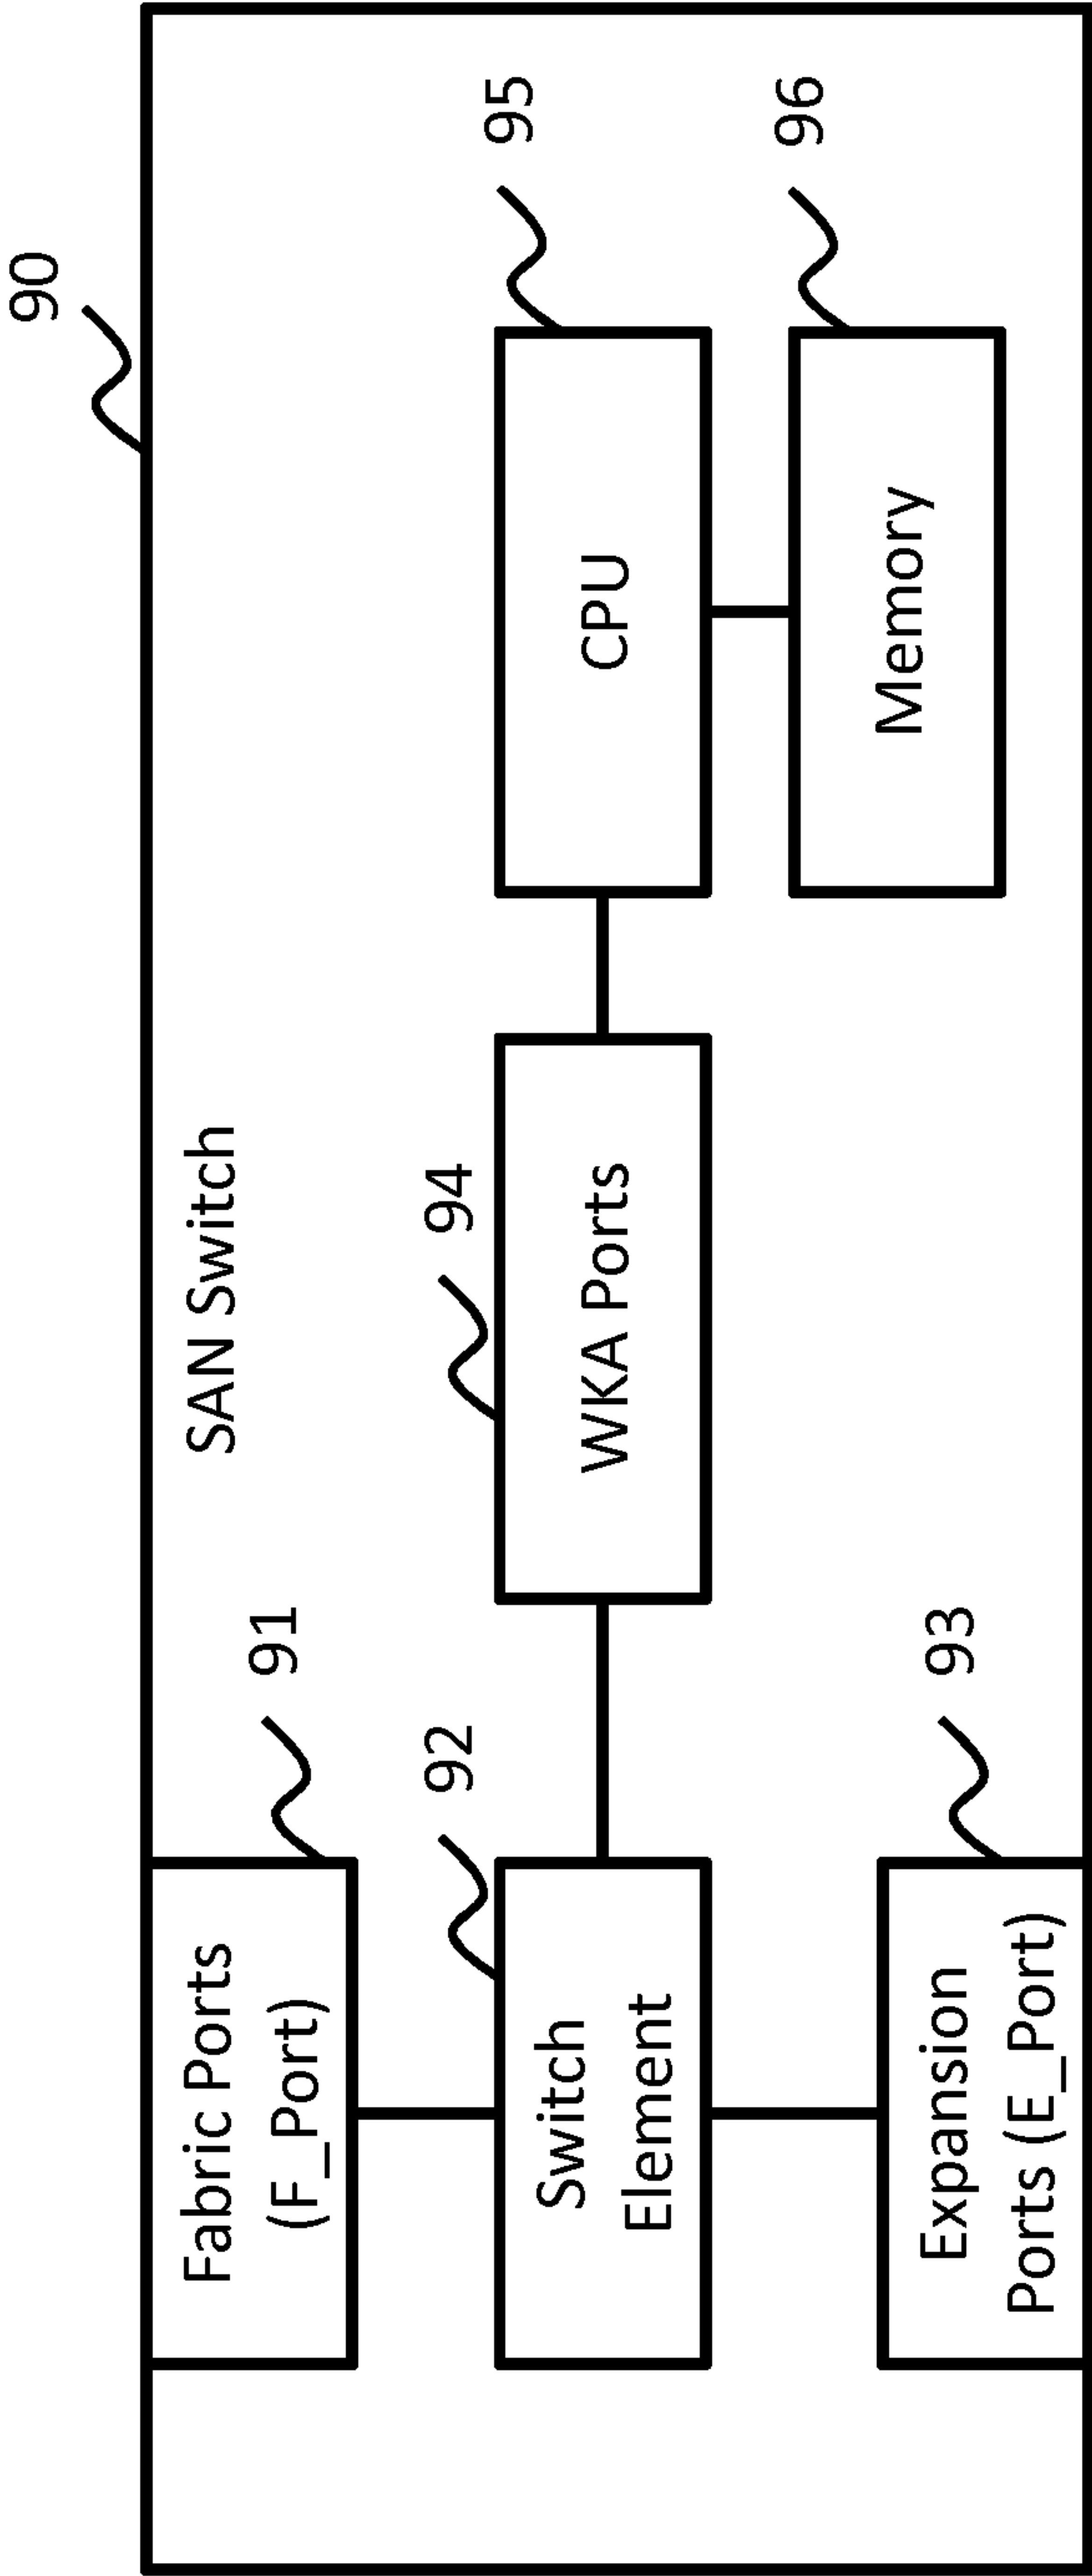 90
SAN Switch
Fabric Ports
(F_Port)
91
92
Switch
Element
94
WKA Ports
95
CPU
96
Memory
93
Expansion
Ports (E_Port)